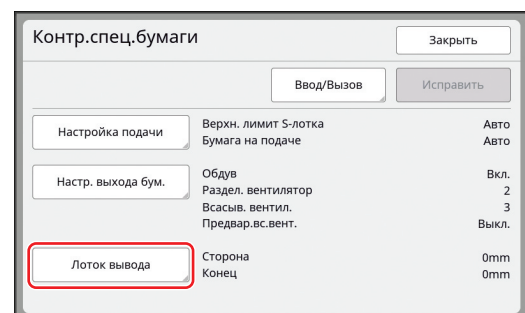 Контр.спец.бумаги
Закрыть
Ввод/Вызов
Исправить
Настройка подачи
Верхн. лимит S-лотка Авто
Бумага на подаче Авто
Настр. выхода бум.
Обдув Вкл.
Раздел. вентилятор 2
Всасыв. вентил. 3
Предвар.вс.вент. Выкл.
Лоток вывода
Сторона 0mm
Конец 0mm